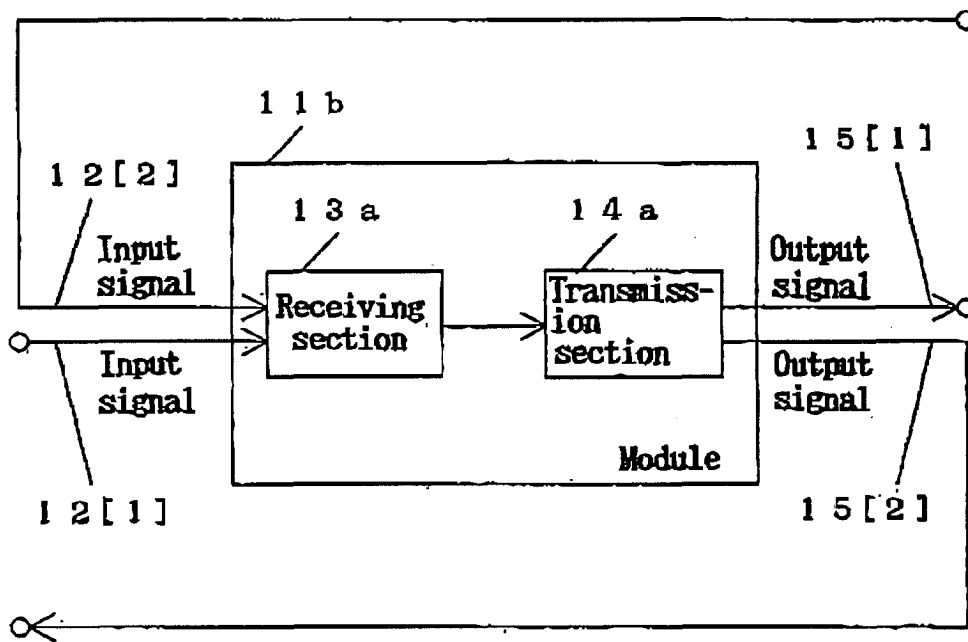 1 1 b
1 5 [ 1 ]
1 2 [ 2 ]
1 3 a
1 4 a
Input
signal
Output
signal
Receiving
section
Transmiss-
ion
section
Input
signal
Output
signal
Module
1 2 [ 1 ]
1 5 [ 2 ]